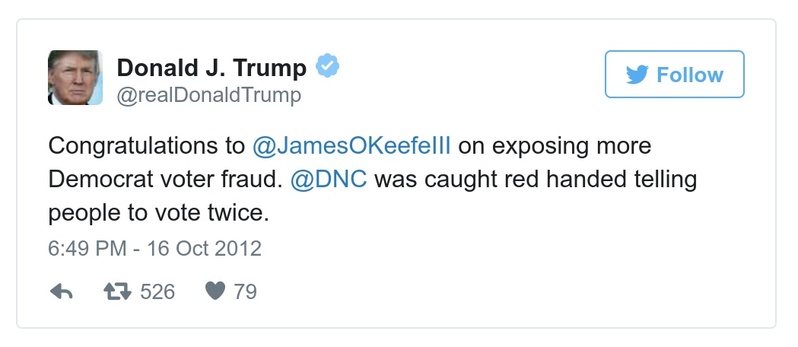 Donald J. Trump
@realDonaldTrump
Follow
Congratulations to @JamesOKeefeIII on exposing more
Democrat voter fraud. @DNC was caught red handed telling
people to vote twice.
6:49 PM - 16 Oct 2012
526 79